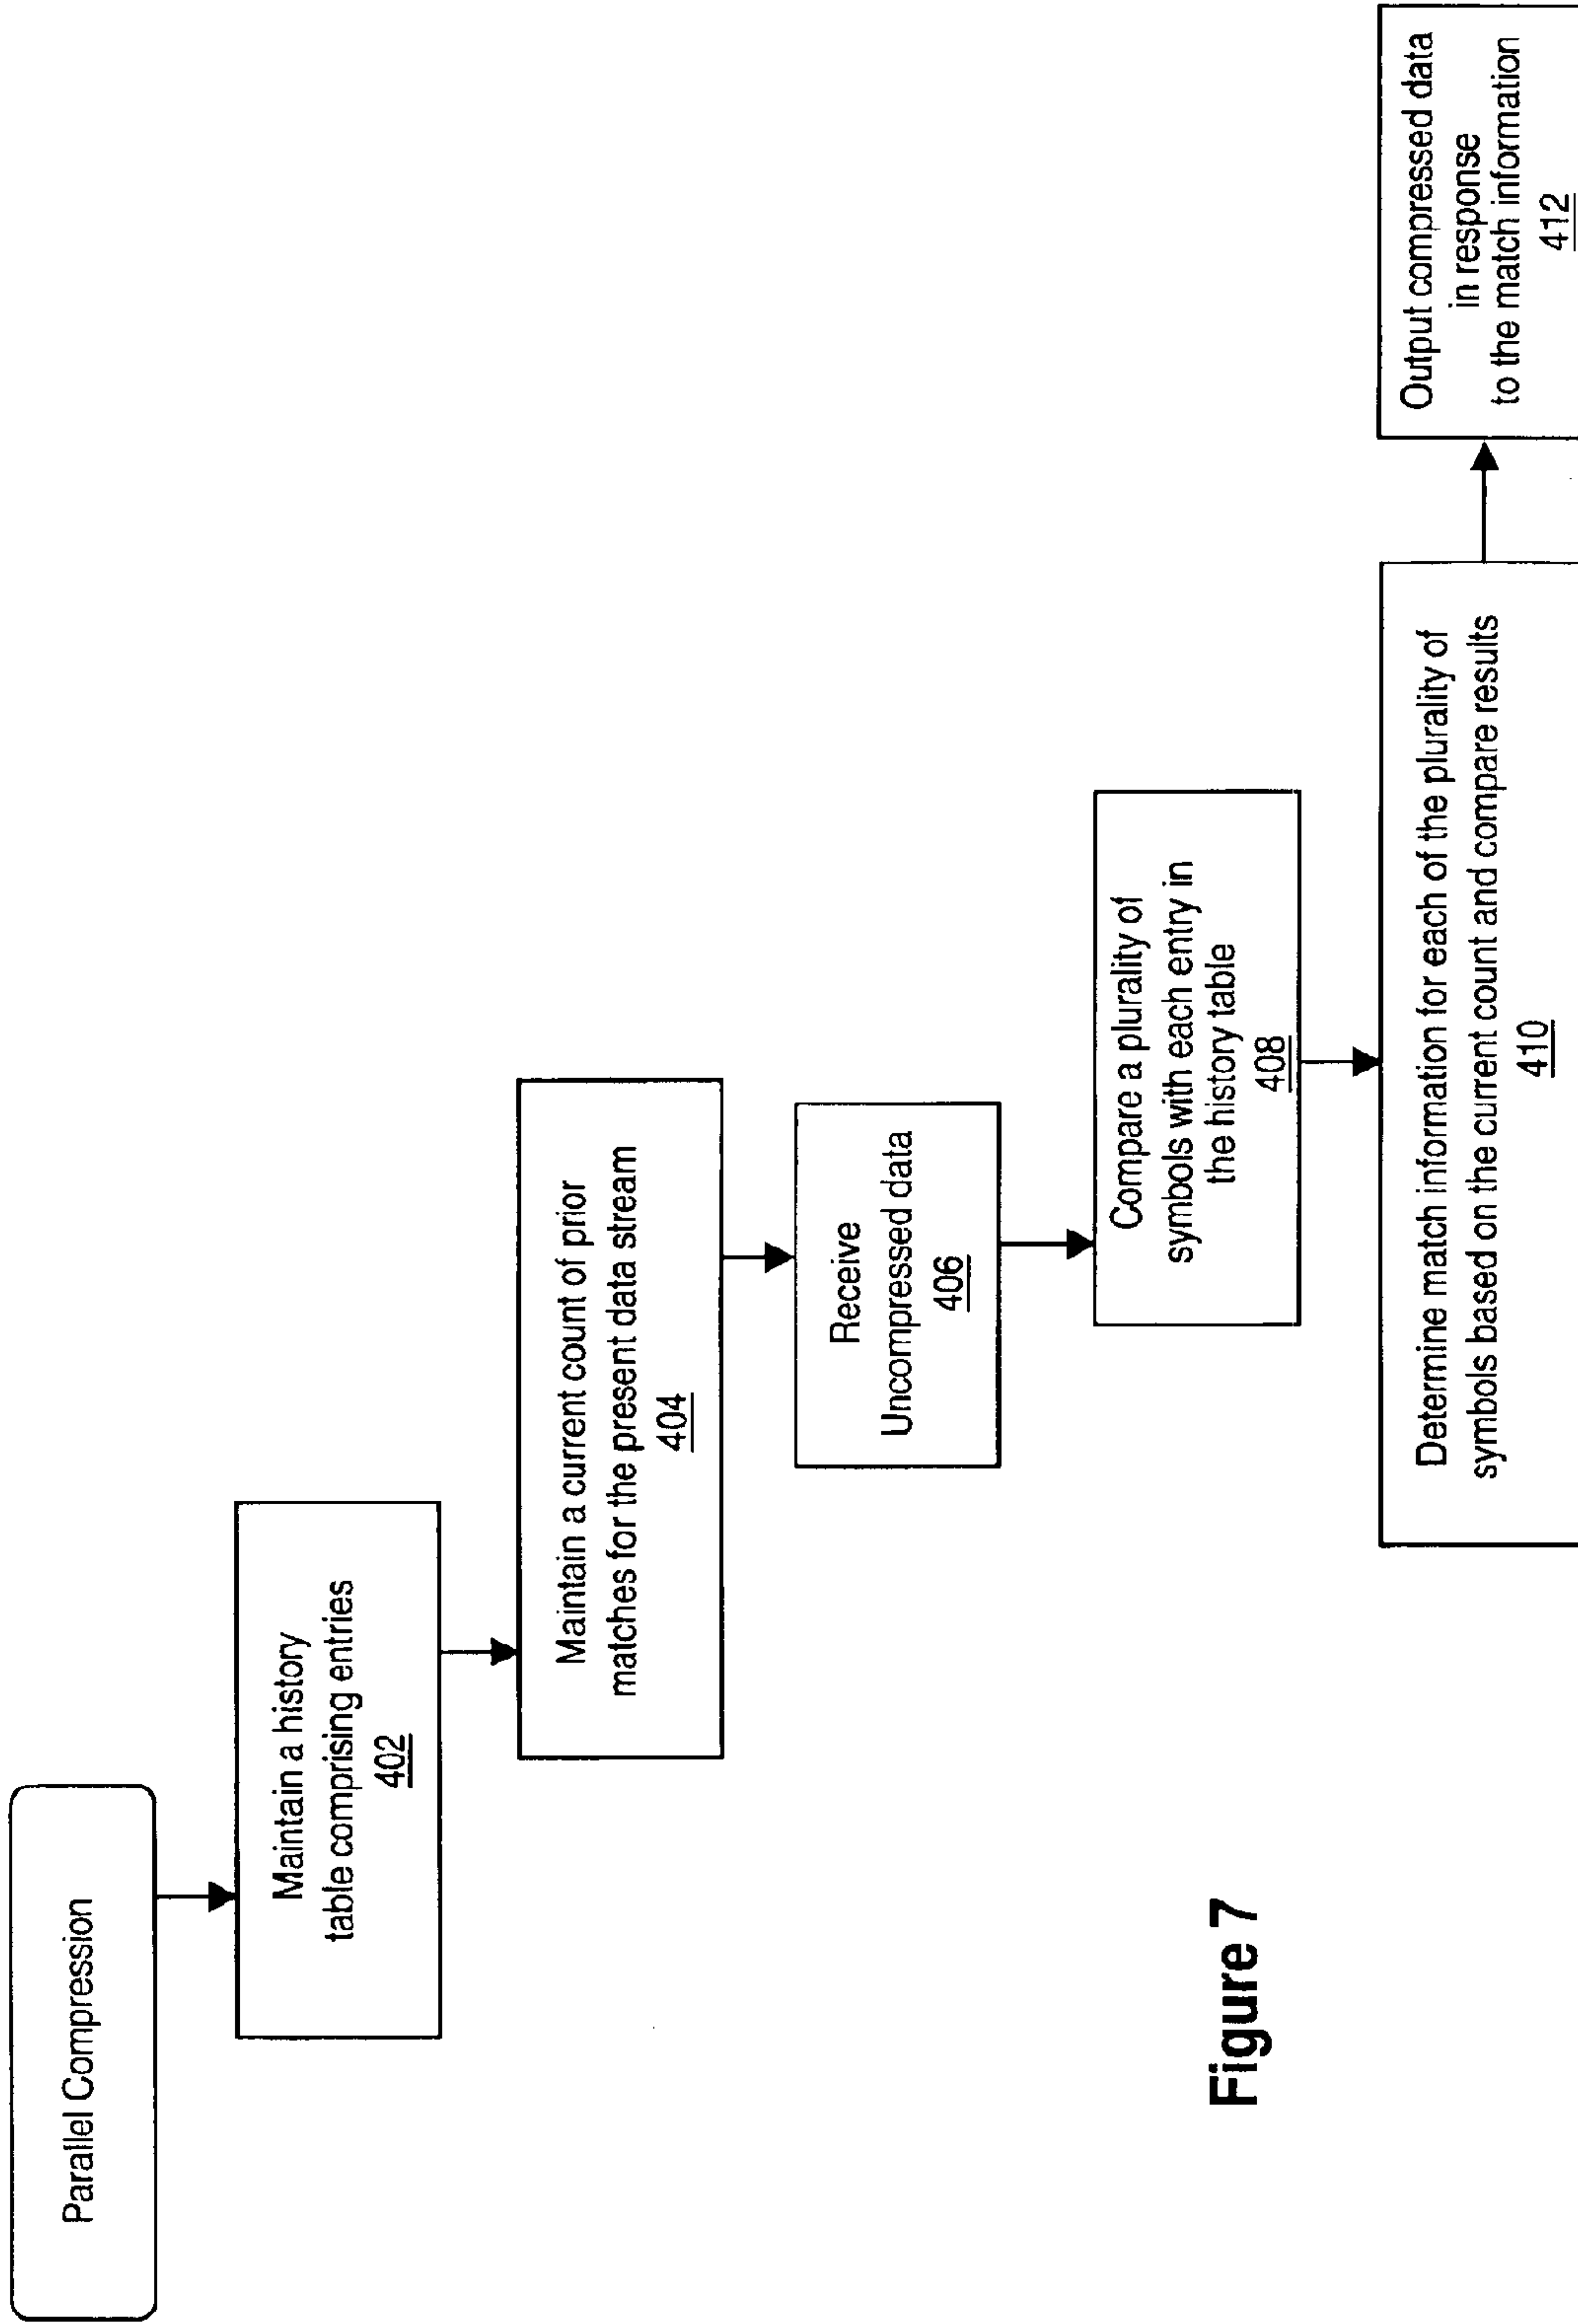 Parallel Compression
Maintain a history
table comprising entries
402
Maintain a current count of prior
matches for the present data stream
404
Receive
Uncompressed data
406
Compare a plurality of
symbols with each entry in
the history table
408
Determine match information for each of the plurality of
symbols based on the current count and compare results
410
Output compressed data
in response
to the match information
412
Figure 7